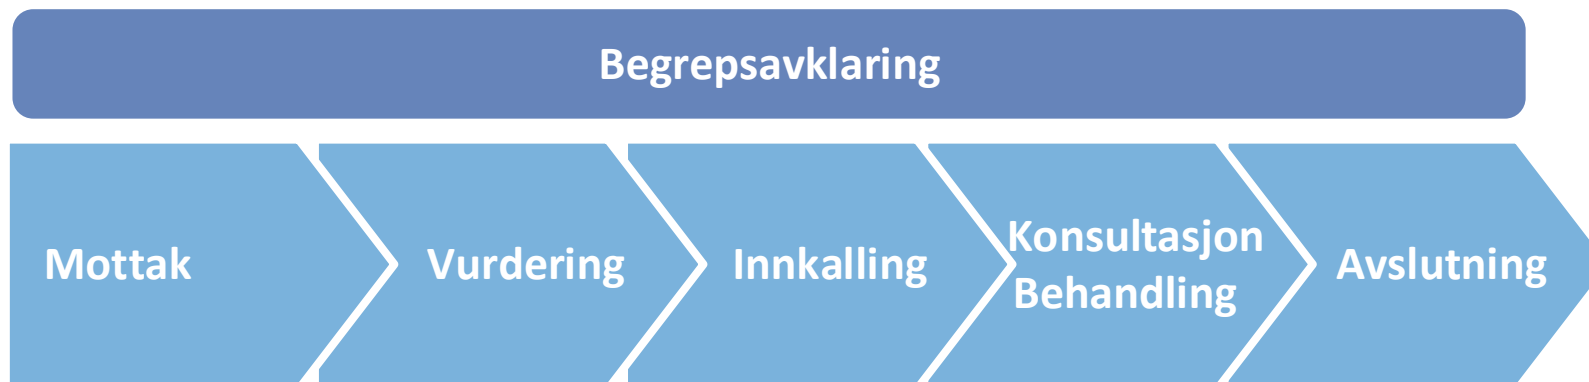 Begrepsavklaring
Mottak
Vurdering
Innkalling
Konsultasjon
Behandling
Avslutning